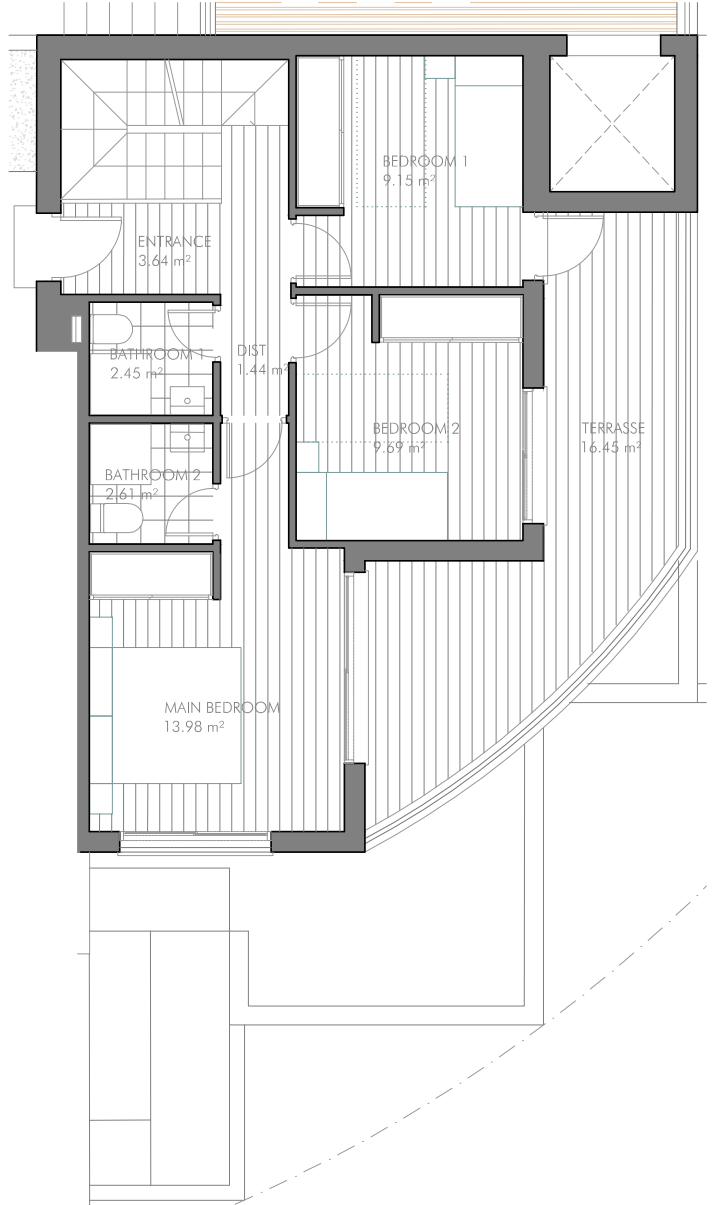 BEDROOM 1
9.15 m²
ENTRANCE
3.64 m²
DIST
1.44 m²
BATHROOM 1
2.45 m²
BEDROOM 2
9.69 m²
TERRASSE
16.45 m²
BATHROOM 2
2.61 m²
MAIN BEDROOM
13.98 m²